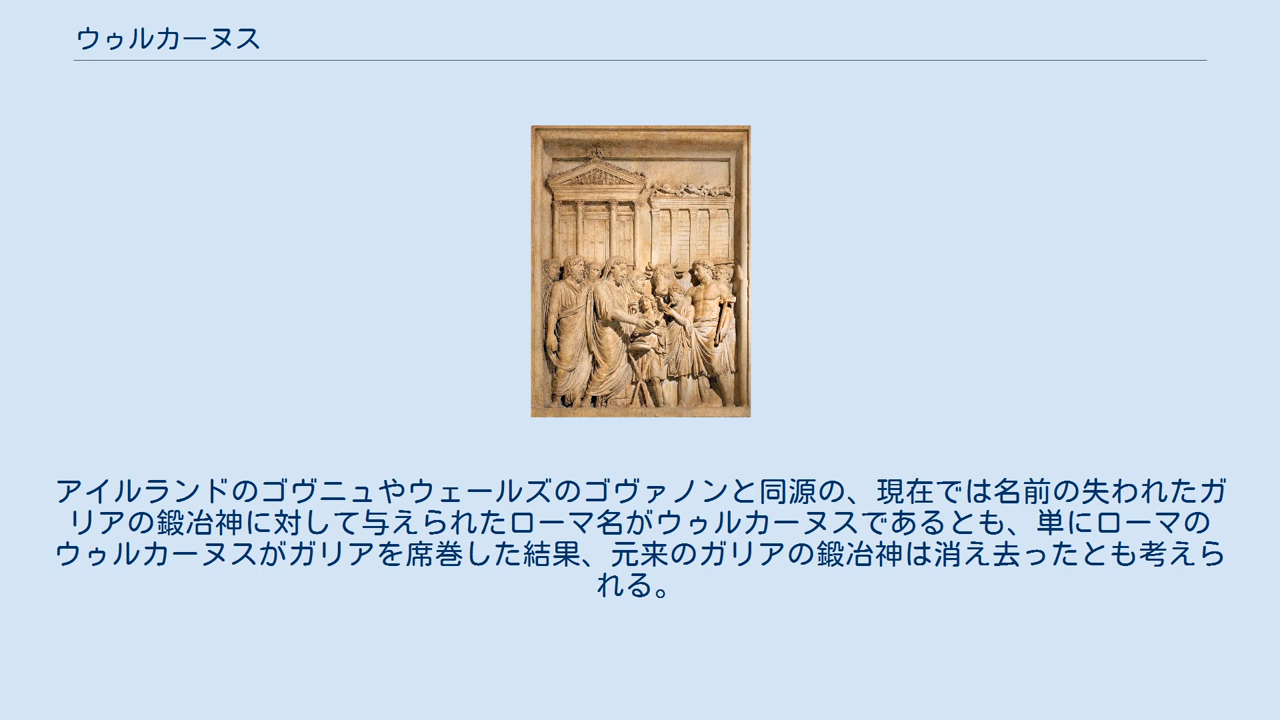 ウゥルカーヌス
アイルランドのゴヴニュやウェールズのゴヴァノンと同源の、現在では名前の失われたガ
リアの鍛冶神に対して与えられたローマ名がウゥルカーヌスであるとも、単にローマの
ウゥルカーヌスがガリアを席巻した結果、元来のガリアの鍛冶神は消え去ったとも考えら
れる。